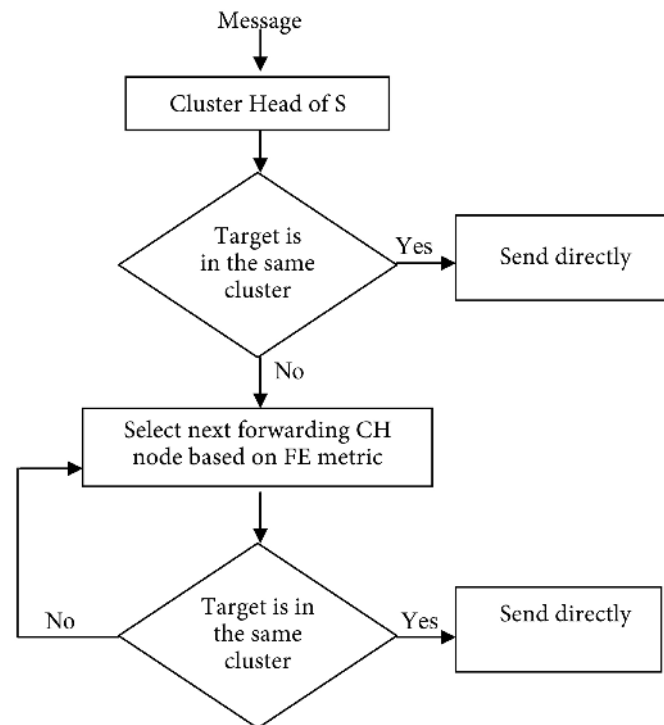 Message
Cluster Head of S
Target is
in the same
cluster
Yes
Send directly
No
Select next forwarding CH
node based on FE metric
Target is in
the same
cluster
No
Yes
Send directly